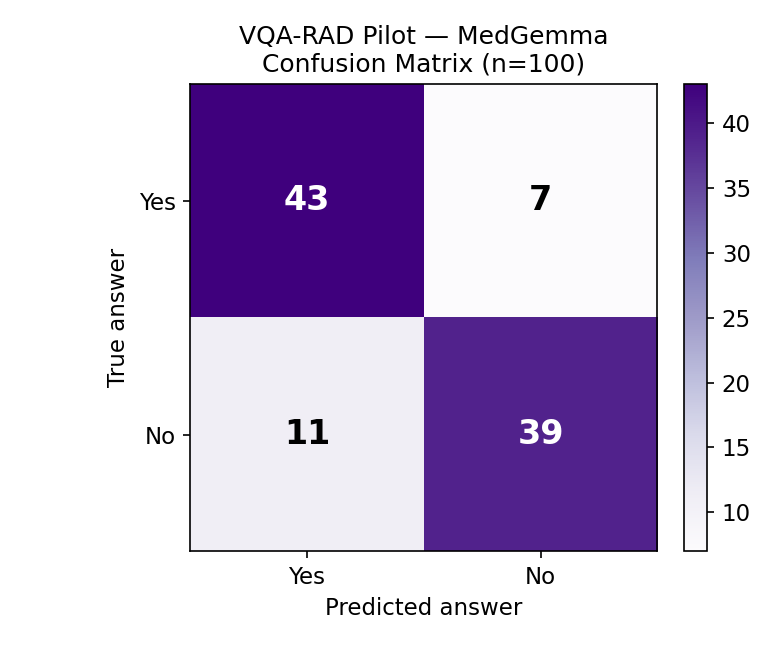 VQA-RAD Pilot — MedGemma
Confusion Matrix (n=100)
Yes
43
7
No
11
39
Yes
No
Predicted answer
True answer
40
35
30
25
20
15
10